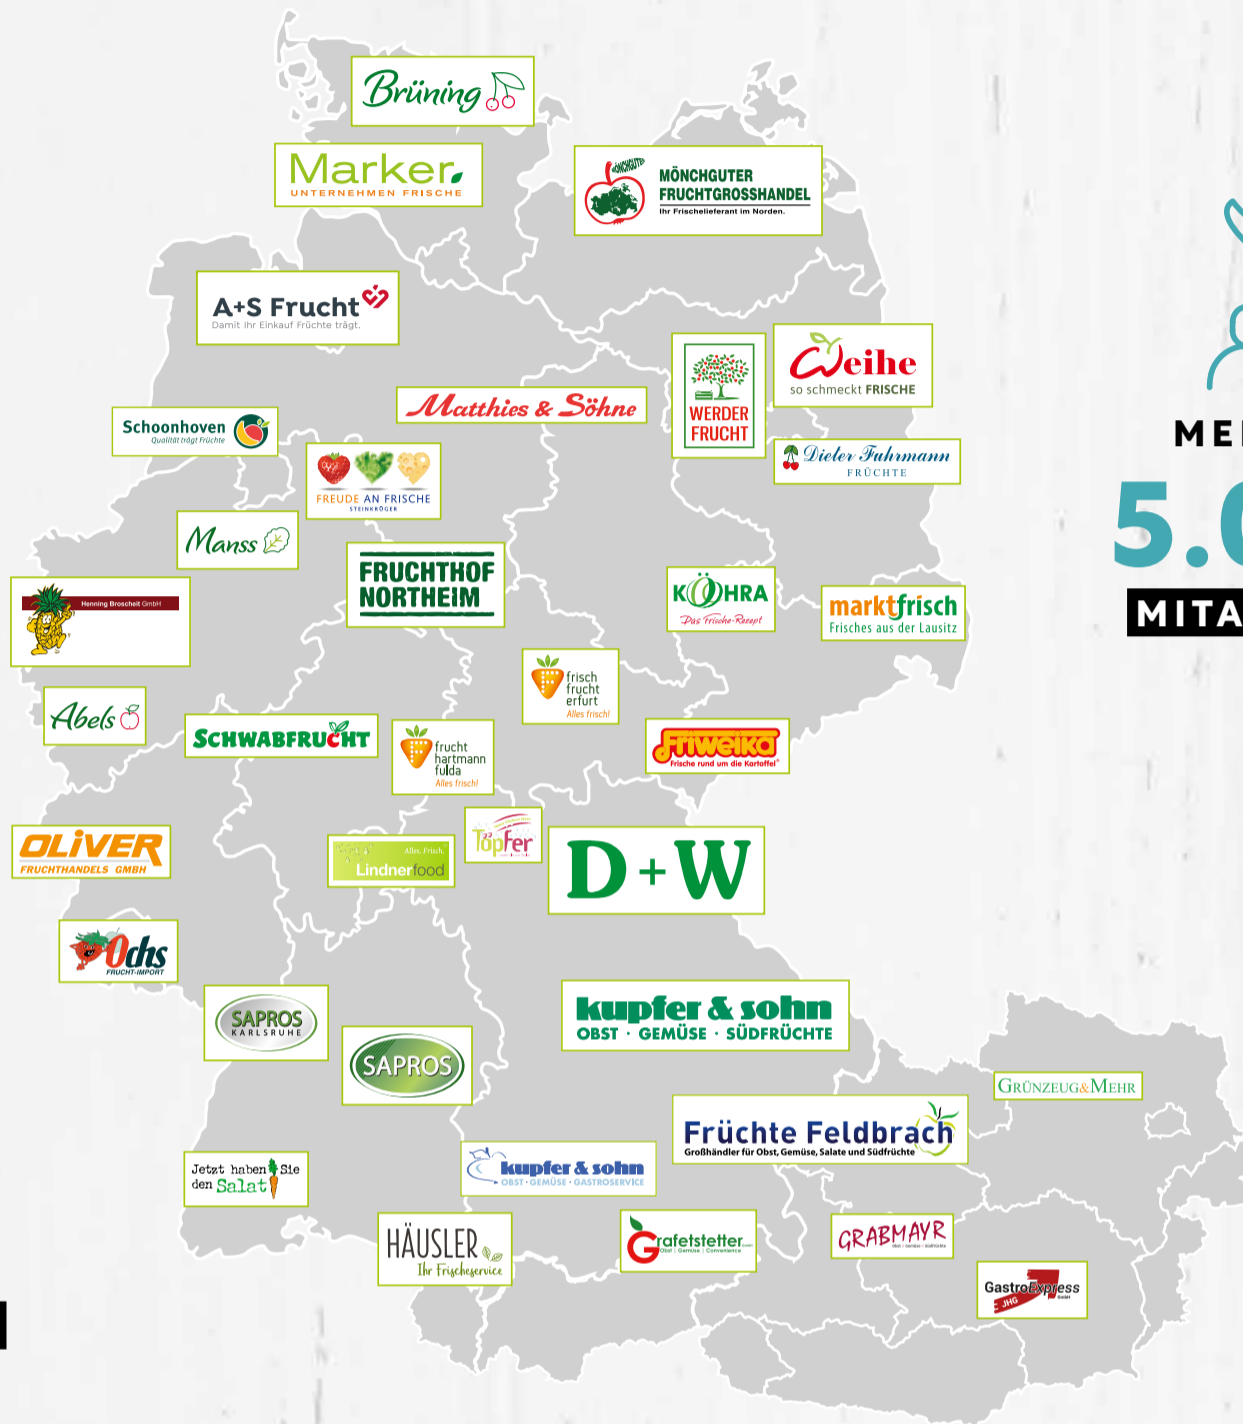 Brüning
Marker.
UNTERNEHMEN FRISCHE
MÖNCHGUTER
MÖNCHGUTER
FRUCHTGROSSHANDEL
Ihr Frischelieferant im Norden.
A+S Frucht
Damit Ihr Einkauf Früchte trägt.
Weihe
so schmeckt FRISCHE
WERDER
FRUCHT
Matthies & Söhne
Schoonhoven
Qualität trägt Früchte
Dieter Fuhrmann
FRÜCHTE
FREUDE AN FRISCHE
STEINKRÖGER
ME
5.0
MITA
Manss
FRUCHTHOF
NORTHEIM
Henning Broscheit GmbH
KÖHRA
Das Frische-Rezept
marktfrisch
Frisches aus der Lausitz
frisch
frucht
erfurt
Alles frisch!
Abels
SCHWABFRUCHT
frucht
hartmann
fulda
Alles frisch!
Friweika
Frische rund um die Kartoffel
OLiVER
FRUCHTHANDELS GMBH
Alles. Frisch.
Lindnerfood
Töpfer
D+W
Ochs
FRUCHT-IMPORT
SAPROS
KARLSRUHE
SAPROS
kupfer & sohn
OBST · GEMÜSE · SÜDFRÜCHTE
GRÜNZEUG&MEHR
Früchte Feldbrach
Großhändler für Obst, Gemüse, Salate und Südfrüchte
Jetzt haben Sie
den Salat
kupfer & sohn
OBST · GEMÜSE · GASTROSERVICE
HÄUSLER
Ihr Frischeservice
Grafetstetter
Obst | Gemüse | Convenience
GRABMAYR
Obst | Gemüse | Südfrüchte
GastroExpress
GmbH
JHG